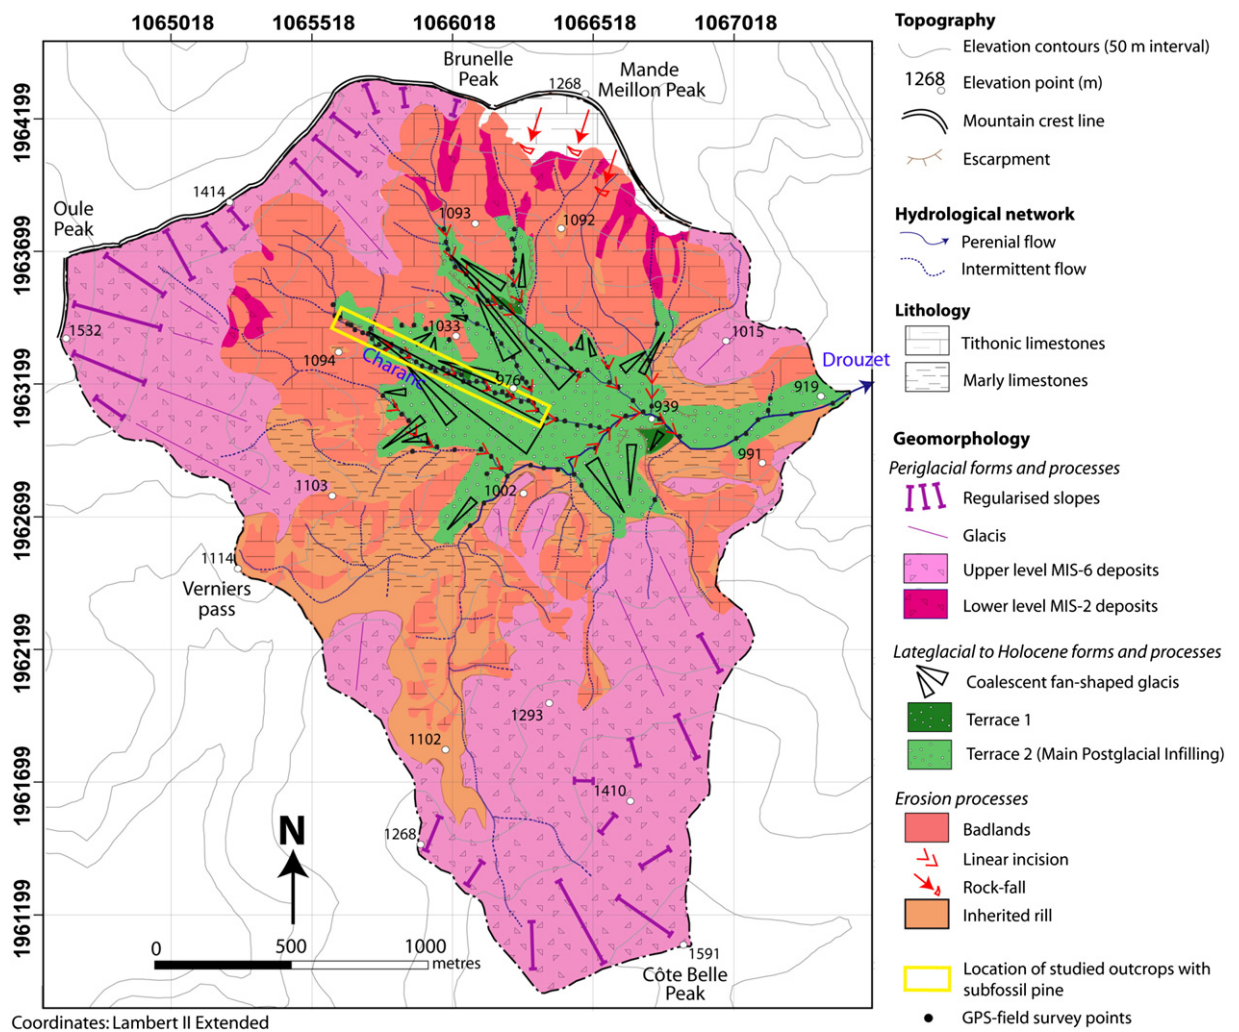 1065018 1065518 1066018 1066518 1067018
1964199
1963699
1963199
1962699
1962199
1961699
1961199
Brunelle
Peak
1268
Mande
Meillon Peak
1414
Oule
Peak
1093
1092
1532
1033
1015
1094
Charanc
976
Drouzet
919
939
991
1103
1002
1114
Verniers
pass
1293
1102
1410
1268
N
1591
Côte Belle
Peak
0 500 1000
metres
Coordinates: Lambert II Extended
Topography
Elevation contours (50 m interval)
1268 Elevation point (m)
Mountain crest line
Escarpment
Hydrological network
Perenial flow
Intermittent flow
Lithology
Tithonic limestones
Marly limestones
Geomorphology
Periglacial forms and processes
Regularised slopes
Glacis
Upper level MIS-6 deposits
Lower level MIS-2 deposits
Lateglacial to Holocene forms and processes
Coalescent fan-shaped glacis
Terrace 1
Terrace 2 (Main Postglacial Infilling)
Erosion processes
Badlands
Linear incision
Rock-fall
Inherited rill
Location of studied outcrops with
subfossil pine
GPS-field survey points